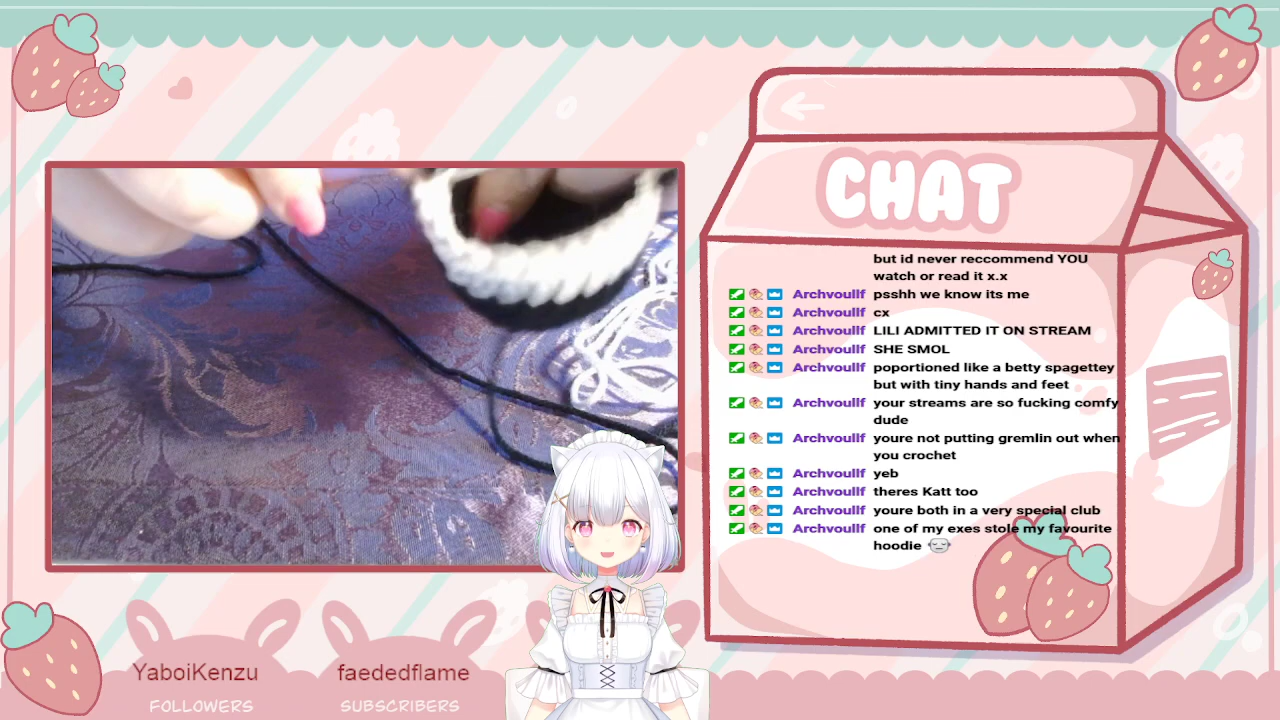 CHAT
but id never reccommend YOU
watch or read it x.x
Archvoullf psshh we know its me
Archvoullf cx
Archvoullf LILI ADMITTED IT ON STREAM
Archvoullf SHE SMOL
Archvoullf poportioned like a betty spagettey
but with tiny hands and feet
Archvoullf your streams are so fucking comfy
dude
Archvoullf youre not putting gremlin out when
you crochet
Archvoullf yeb
Archvoullf theres Katt too
Archvoullf youre both in a very special club
Archvoullf one of my exes stole my favourite
hoodie
YaboiKenzu
FOLLOWERS
faededflame
SUBSCRIBERS